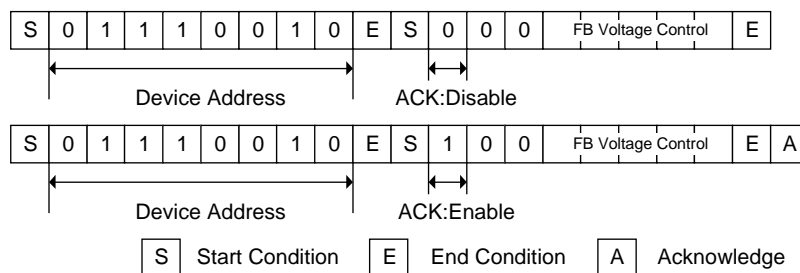 S 0 1 1 1 0 0 1 0 E S 0 0 0 FB Voltage Control E
Device Address ACK:Disable
S 0 1 1 1 0 0 1 0 E S 1 0 0 FB Voltage Control E A
Device Address ACK:Enable
S Start Condition E End Condition A Acknowledge